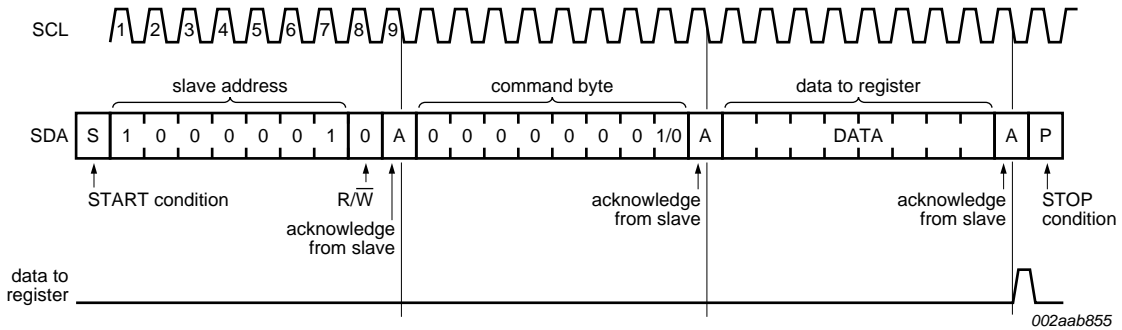 SCL 1 2 3 4 5 6 7 8 9
slave address command byte data to register
SDA S 1 0 0 0 0 0 1 0 A 0 0 0 0 0 0 0 1/0 A DATA A P
START condition R/W̅ acknowledge from slave acknowledge from slave acknowledge from slave STOP condition
data to register
002aab855